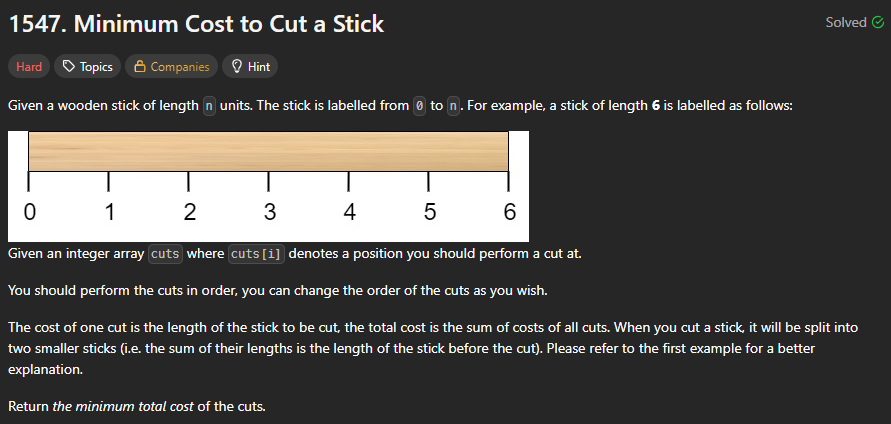 1547. Minimum Cost to Cut a Stick
Solved
Hard Topics Companies Hint
Given a wooden stick of length n units. The stick is labelled from 0 to n. For example, a stick of length 6 is labelled as follows:
0 1 2 3 4 5 6
Given an integer array cuts where cuts[i] denotes a position you should perform a cut at.
You should perform the cuts in order, you can change the order of the cuts as you wish.
The cost of one cut is the length of the stick to be cut, the total cost is the sum of costs of all cuts. When you cut a stick, it will be split into
two smaller sticks (i.e. the sum of their lengths is the length of the stick before the cut). Please refer to the first example for a better
explanation.
Return the minimum total cost of the cuts.